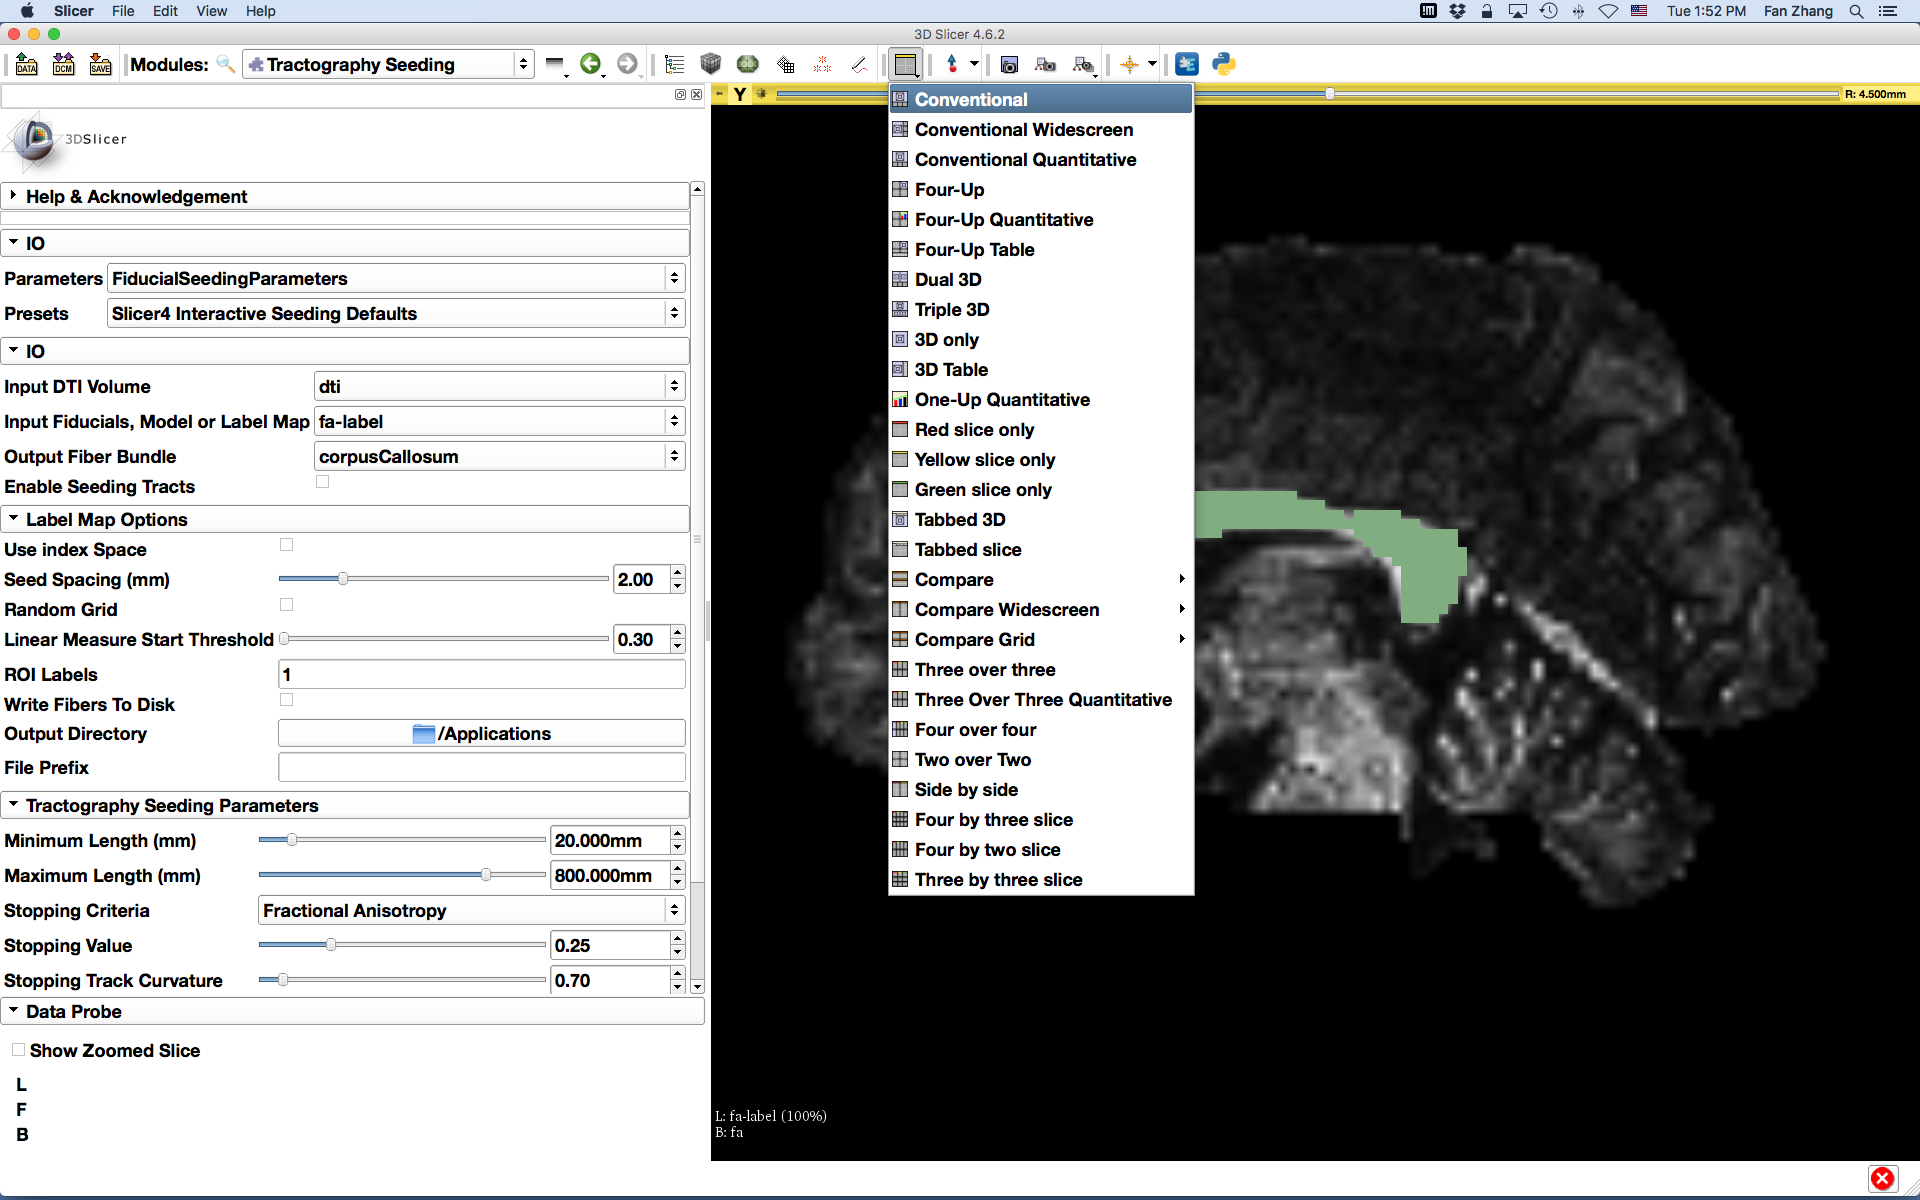 Slicer File Edit View Help Tue 1:52 PM Fan Zhang
3D Slicer 4.6.2
DATA DCM SAVE Modules: Tractography Seeding
Y R: 4.500mm
3DSlicer
Help & Acknowledgement
IO
Parameters FiducialSeedingParameters
Presets Slicer4 Interactive Seeding Defaults
IO
Input DTI Volume dti
Input Fiducials, Model or Label Map fa-label
Output Fiber Bundle corpusCallosum
Enable Seeding Tracts
Label Map Options
Use index Space
Seed Spacing (mm) 2.00
Random Grid
Linear Measure Start Threshold 0.30
ROI Labels 1
Write Fibers To Disk
Output Directory /Applications
File Prefix
Tractography Seeding Parameters
Minimum Length (mm) 20.000mm
Maximum Length (mm) 800.000mm
Stopping Criteria Fractional Anisotropy
Stopping Value 0.25
Stopping Track Curvature 0.70
Data Probe
Show Zoomed Slice
L
F
B
Conventional
Conventional Widescreen
Conventional Quantitative
Four-Up
Four-Up Quantitative
Four-Up Table
Dual 3D
Triple 3D
3D only
3D Table
One-Up Quantitative
Red slice only
Yellow slice only
Green slice only
Tabbed 3D
Tabbed slice
Compare
Compare Widescreen
Compare Grid
Three over three
Three Over Three Quantitative
Four over four
Two over Two
Side by side
Four by three slice
Four by two slice
Three by three slice
L: fa-label (100%)
B: fa